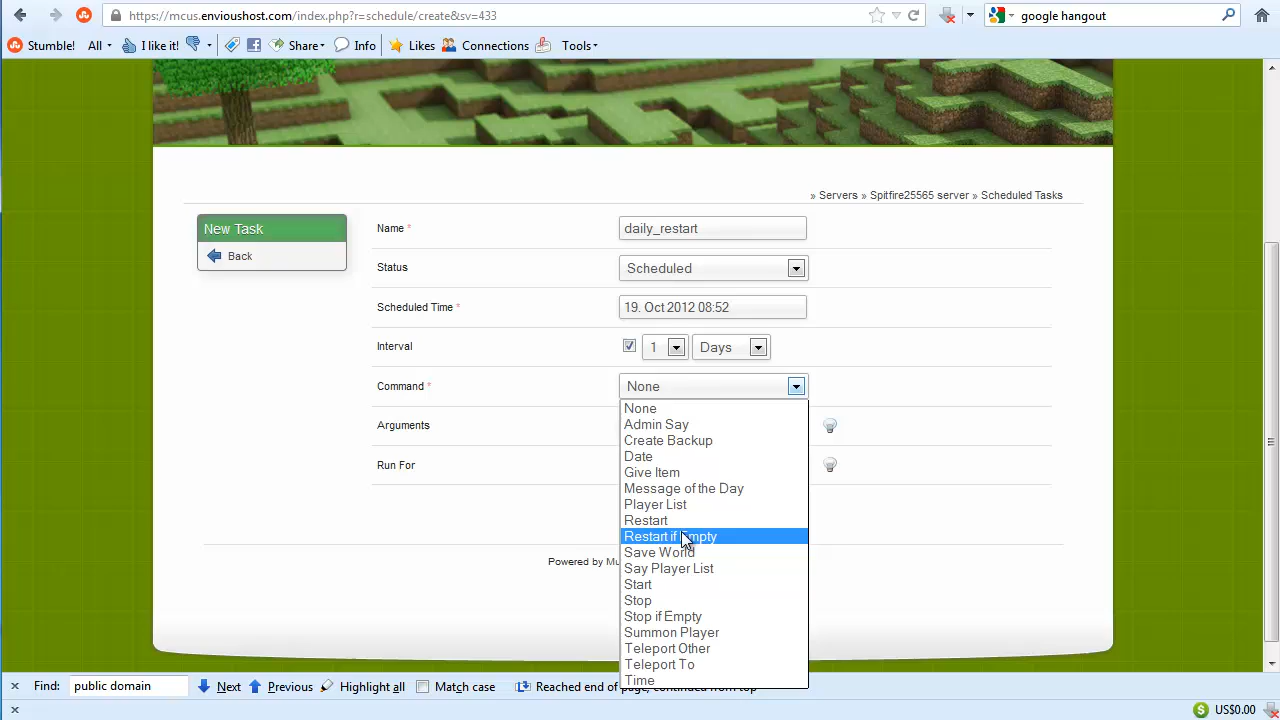 https://mcus.envioushost.com/index.php?r=schedule/create&sv=433
google hangout
Stumble! All I like it! Share Info Likes Connections Tools
» Servers » Spitfire25565 server » Scheduled Tasks
New Task
Back
Name * daily_restart
Status Scheduled
Scheduled Time * 19. Oct 2012 08:52
Interval 1 Days
Command * None
None
Admin Say
Create Backup
Arguments
Date
Run For
Give Item
Message of the Day
Player List
Restart
Restart if Empty
Save World
Powered by
Say Player List
Start
Stop
Stop if Empty
Summon Player
Teleport Other
Teleport To
Time
Find: public domain Next Previous Highlight all Match case Reached end of page, continued from top
US$0.00